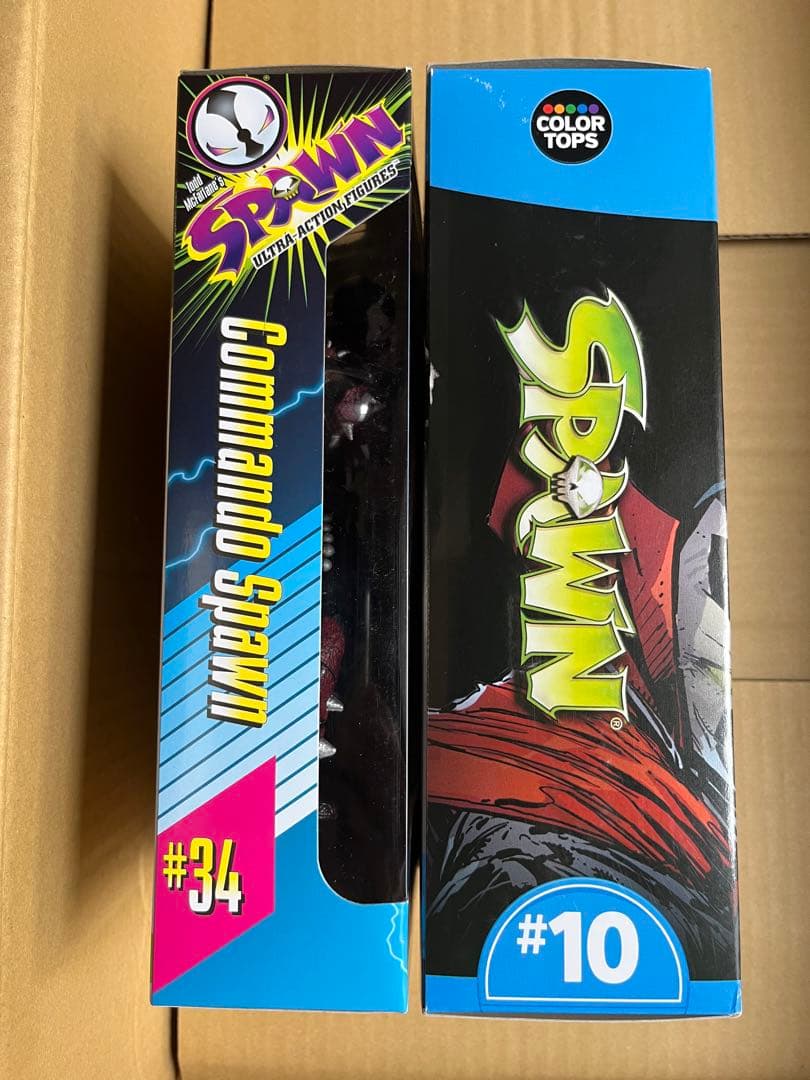 Todd
McFarlane's
SPAWN
ULTRA-ACTION FIGURES
Commando Spawn
#34
COLOR
TOPS
SPAWN®
#10